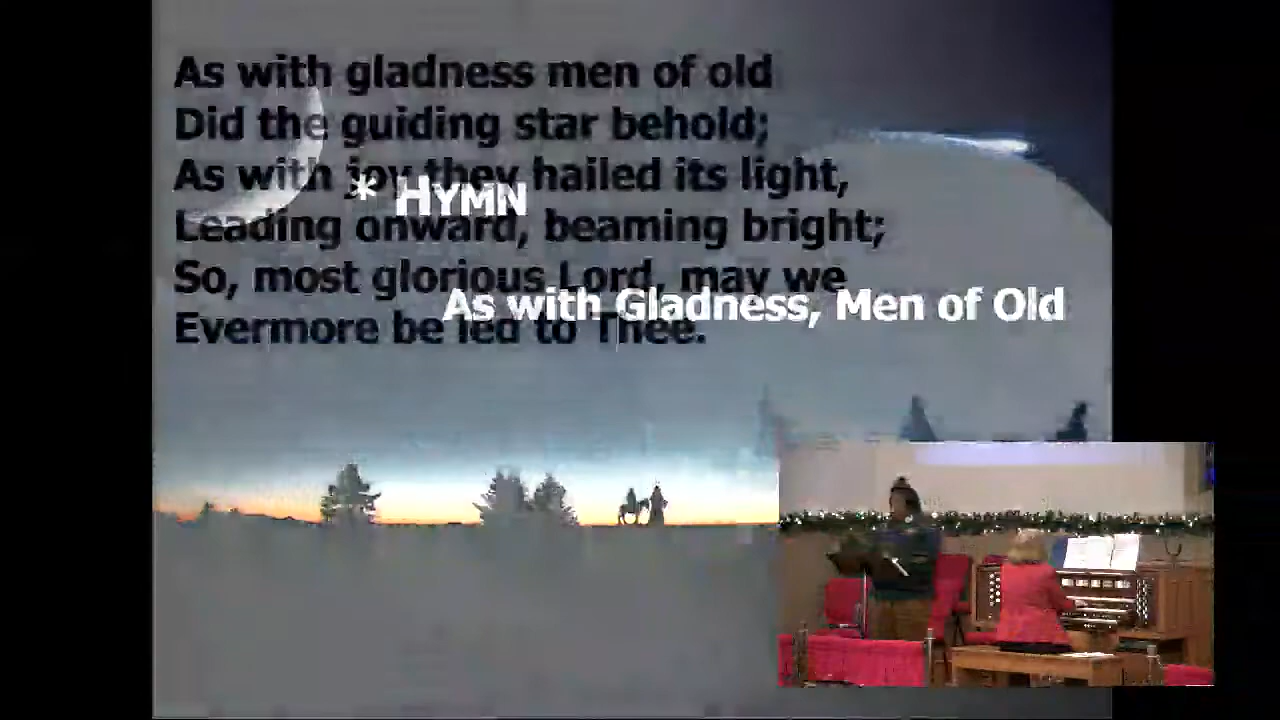 As with gladness men of old
Did the guiding star behold;
As with joy they hailed its light,
* HYMN
Leading onward, beaming bright;
So, most glorious Lord, may we
As with Gladness, Men of Old
Evermore be led to Thee.